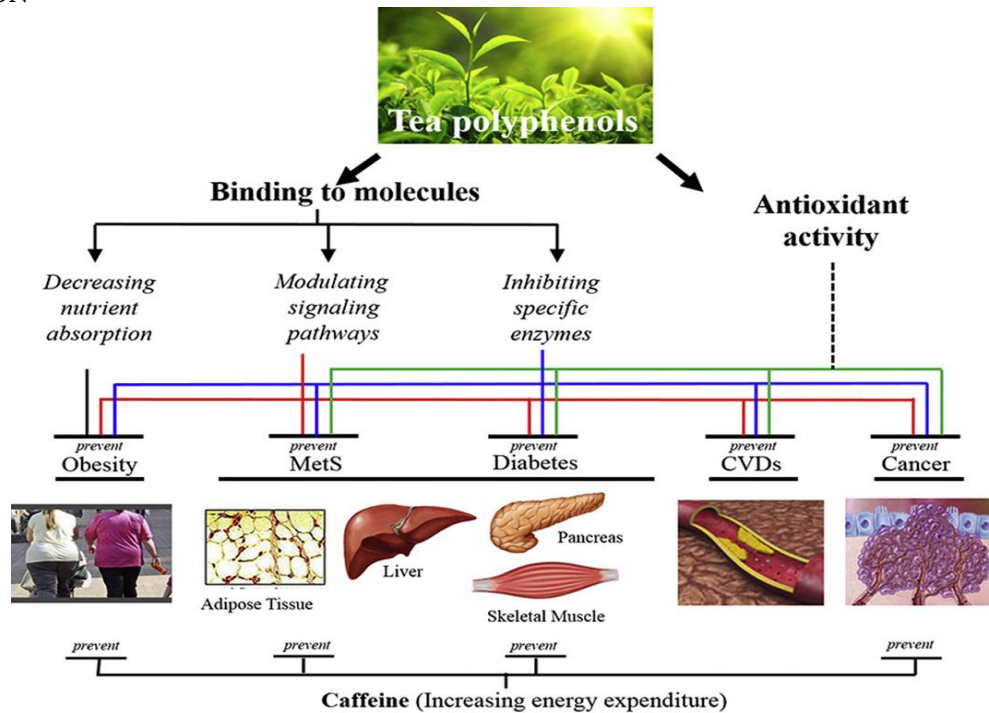 Tea polyphenols
Binding to molecules
Antioxidant
activity
Decreasing
nutrient
absorption
Modulating
signaling
pathways
Inhibiting
specific
enzymes
prevent
Obesity
prevent
MetS
prevent
Diabetes
prevent
CVDs
prevent
Cancer
Adipose Tissue
Liver
Pancreas
Skeletal Muscle
prevent
prevent
prevent
prevent
Caffeine (Increasing energy expenditure)